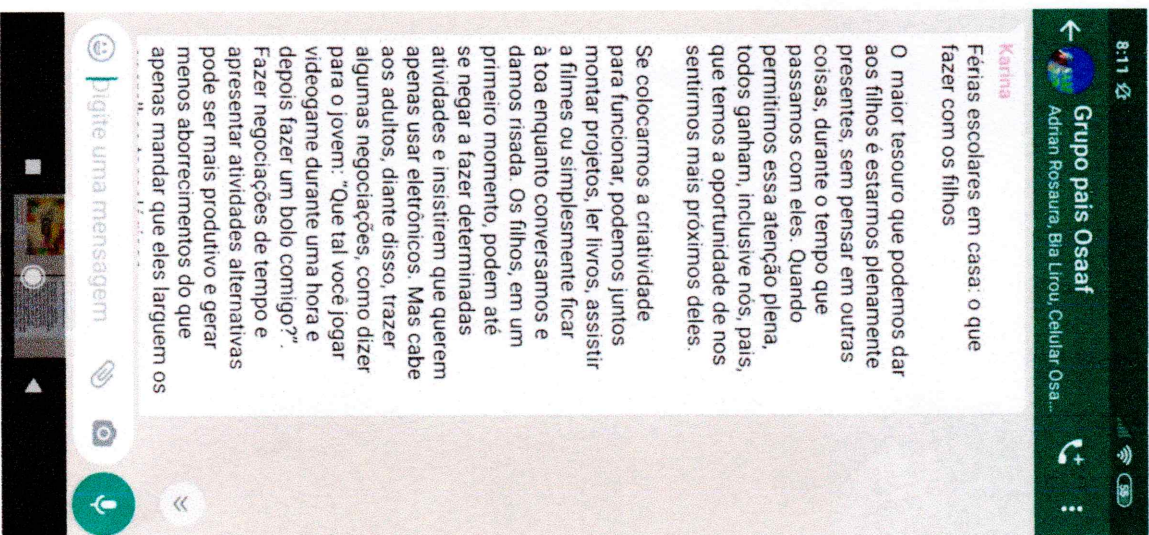 8:11
55
Grupo pais Osaaf
Adrian Rosaura, Bia Lirou, Celular Osa...
Karina
Férias escolares em casa: o que
fazer com os filhos
O maior tesouro que podemos dar
aos filhos é estarmos plenamente
presentes, sem pensar em outras
coisas, durante o tempo que
passamos com eles. Quando
permitimos essa atenção plena,
todos ganham, inclusive nós, pais,
que temos a oportunidade de nos
sentirmos mais próximos deles.
Se colocarmos a criatividade
para funcionar, podemos juntos
montar projetos, ler livros, assistir
a filmes ou simplesmente ficar
à toa enquanto conversamos e
damos risada. Os filhos, em um
primeiro momento, podem até
se negar a fazer determinadas
atividades e insistirem que querem
apenas usar eletrônicos. Mas cabe
aos adultos, diante disso, trazer
algumas negociações, como dizer
para o jovem: "Que tal você jogar
videogame durante uma hora e
depois fazer um bolo comigo?".
Fazer negociações de tempo e
apresentar atividades alternativas
pode ser mais produtivo e gerar
menos aborrecimentos do que
apenas mandar que eles larguem os
Digite uma mensagem